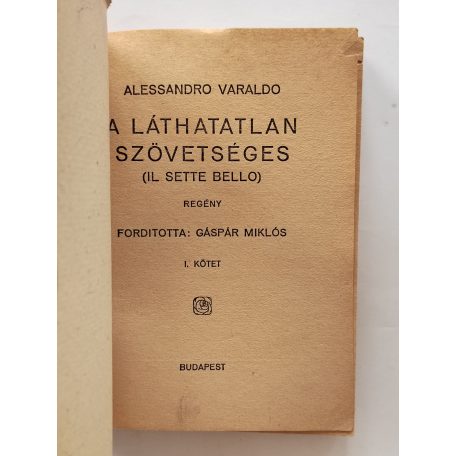 ALESSANDRO VARALDO
A LÁTHATATLAN
SZÖVETSÉGES
(IL SETTE BELLO)
REGÉNY
FORDITOTTA: GÁSPÁR MIKLÓS
I. KÖTET
BUDAPEST